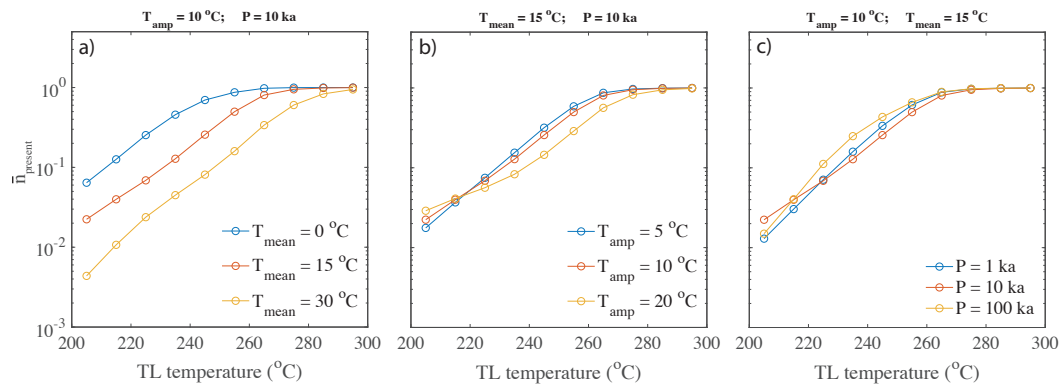 T_amp = 10 °C; P = 10 ka
T_mean = 15 °C; P = 10 ka
T_amp = 10 °C; T_mean = 15 °C
a)
b)
c)
n̄_present
10^0
10^-1
10^-2
10^-3
T_mean = 0 °C
T_mean = 15 °C
T_mean = 30 °C
T_amp = 5 °C
T_amp = 10 °C
T_amp = 20 °C
P = 1 ka
P = 10 ka
P = 100 ka
200 220 240 260 280 300
200 220 240 260 280 300
200 220 240 260 280 300
TL temperature (°C)
TL temperature (°C)
TL temperature (°C)